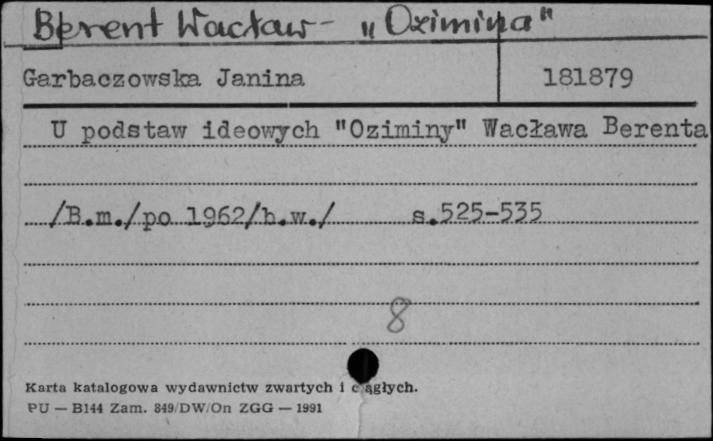 Berent Wacław - „Ozimina"
Garbaczowska Janina 181879
U podstaw ideowych "Oziminy" Wacława Berenta
/B.m./po 1962/b.w./ s.525-535
8
Karta katalogowa wydawnictw zwartych i ciągłych.
PU — B144 Zam. 849/DW/On ZGG — 1991